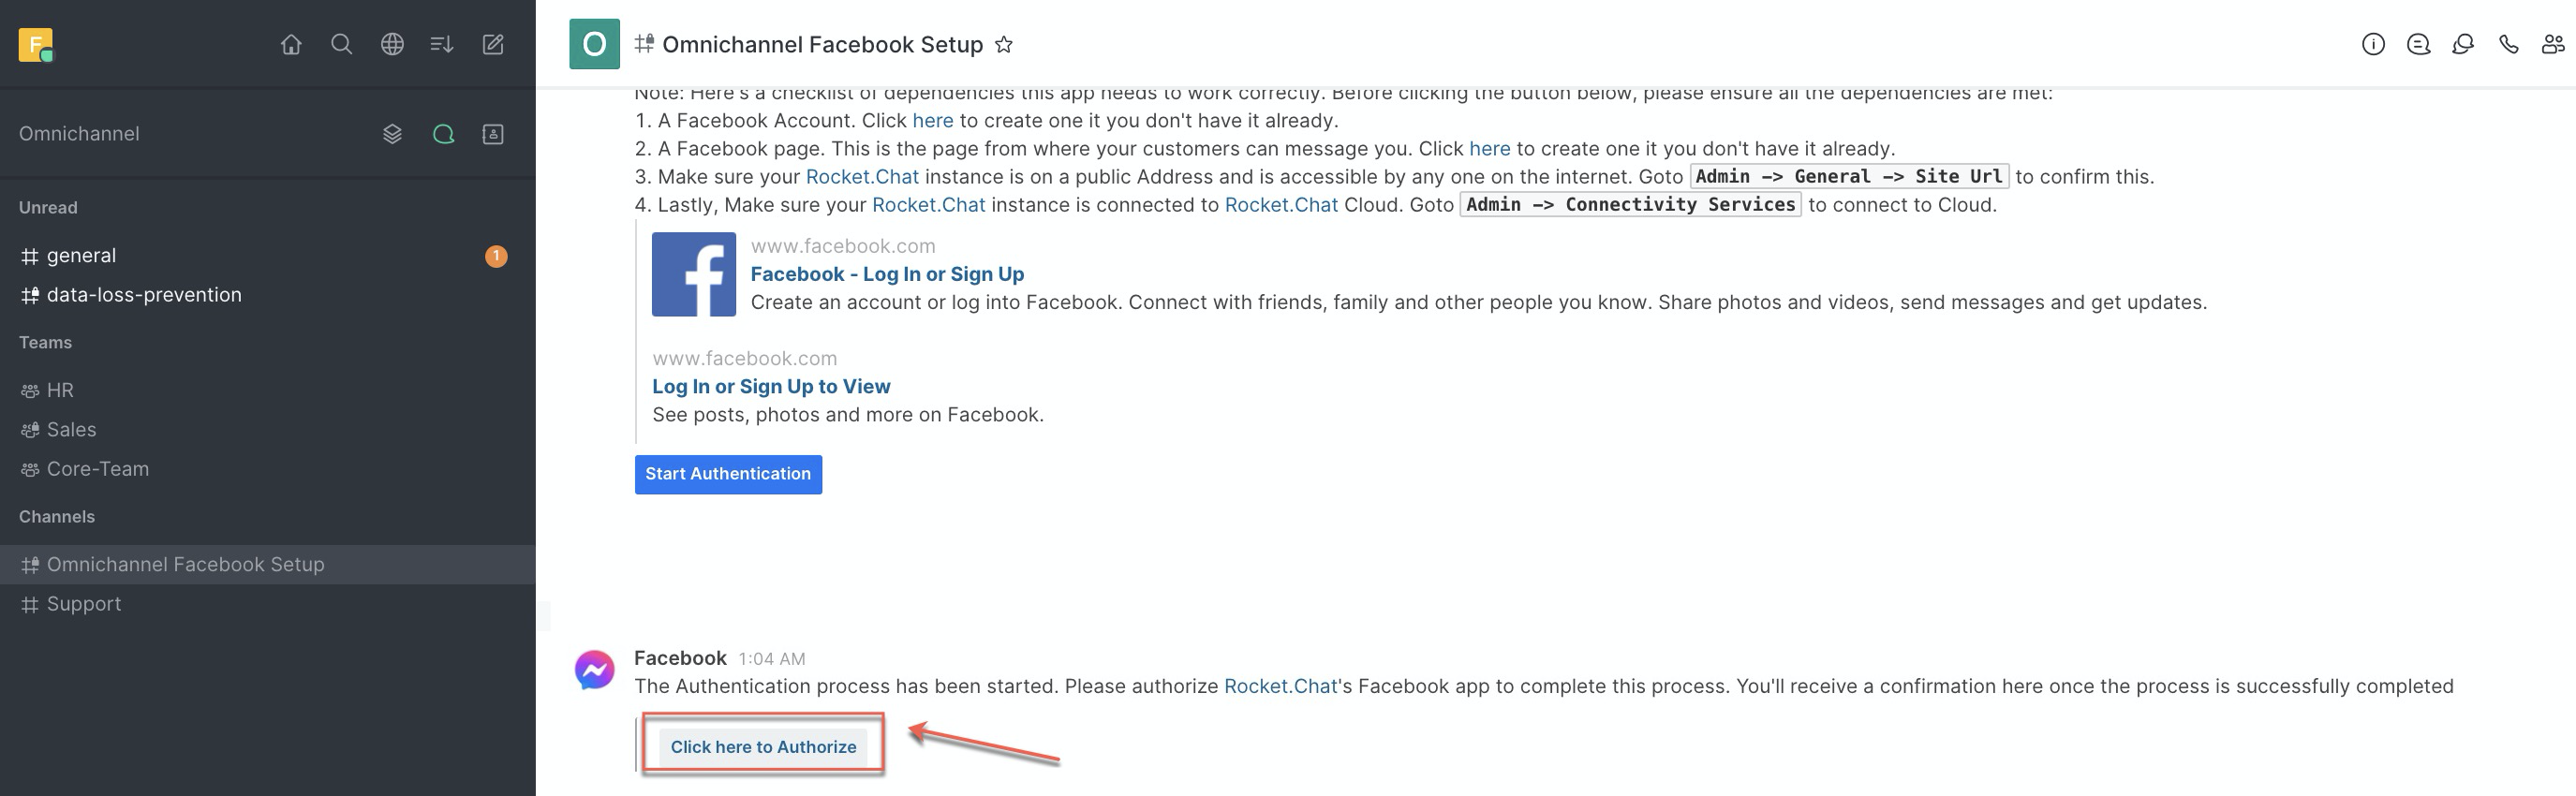 F
Omnichannel
Unread
general
1
data-loss-prevention
Teams
HR
Sales
Core-Team
Channels
Omnichannel Facebook Setup
Support
O
Omnichannel Facebook Setup
Note: Here's a checklist of dependencies this app needs to work correctly. Before clicking the button below, please ensure all the dependencies are met:
1. A Facebook Account. Click here to create one it you don't have it already.
2. A Facebook page. This is the page from where your customers can message you. Click here to create one it you don't have it already.
3. Make sure your Rocket.Chat instance is on a public Address and is accessible by any one on the internet. Goto Admin -> General -> Site Url to confirm this.
4. Lastly, Make sure your Rocket.Chat instance is connected to Rocket.Chat Cloud. Goto Admin -> Connectivity Services to connect to Cloud.
www.facebook.com
Facebook - Log In or Sign Up
Create an account or log into Facebook. Connect with friends, family and other people you know. Share photos and videos, send messages and get updates.
www.facebook.com
Log In or Sign Up to View
See posts, photos and more on Facebook.
Start Authentication
Facebook 1:04 AM
The Authentication process has been started. Please authorize Rocket.Chat's Facebook app to complete this process. You'll receive a confirmation here once the process is successfully completed
Click here to Authorize